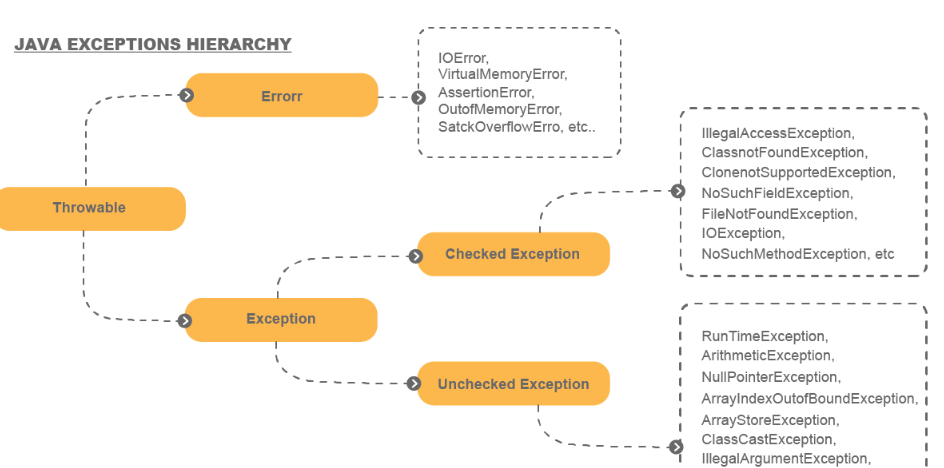 JAVA EXCEPTIONS HIERARCHY
IOError,
VirtualMemoryError,
AssertionError,
OutofMemoryError,
SatckOverflowErro, etc..
Errorr
IllegalAccessException,
ClassnotFoundException,
ClonenotSupportedException,
NoSuchFieldException,
FileNotFoundException,
IOException,
NoSuchMethodException, etc
Throwable
Checked Exception
Exception
RunTimeException,
ArithmeticException,
NullPointerException,
ArrayIndexOutofBoundException,
ArrayStoreException,
ClassCastException,
IllegalArgumentException,
Unchecked Exception